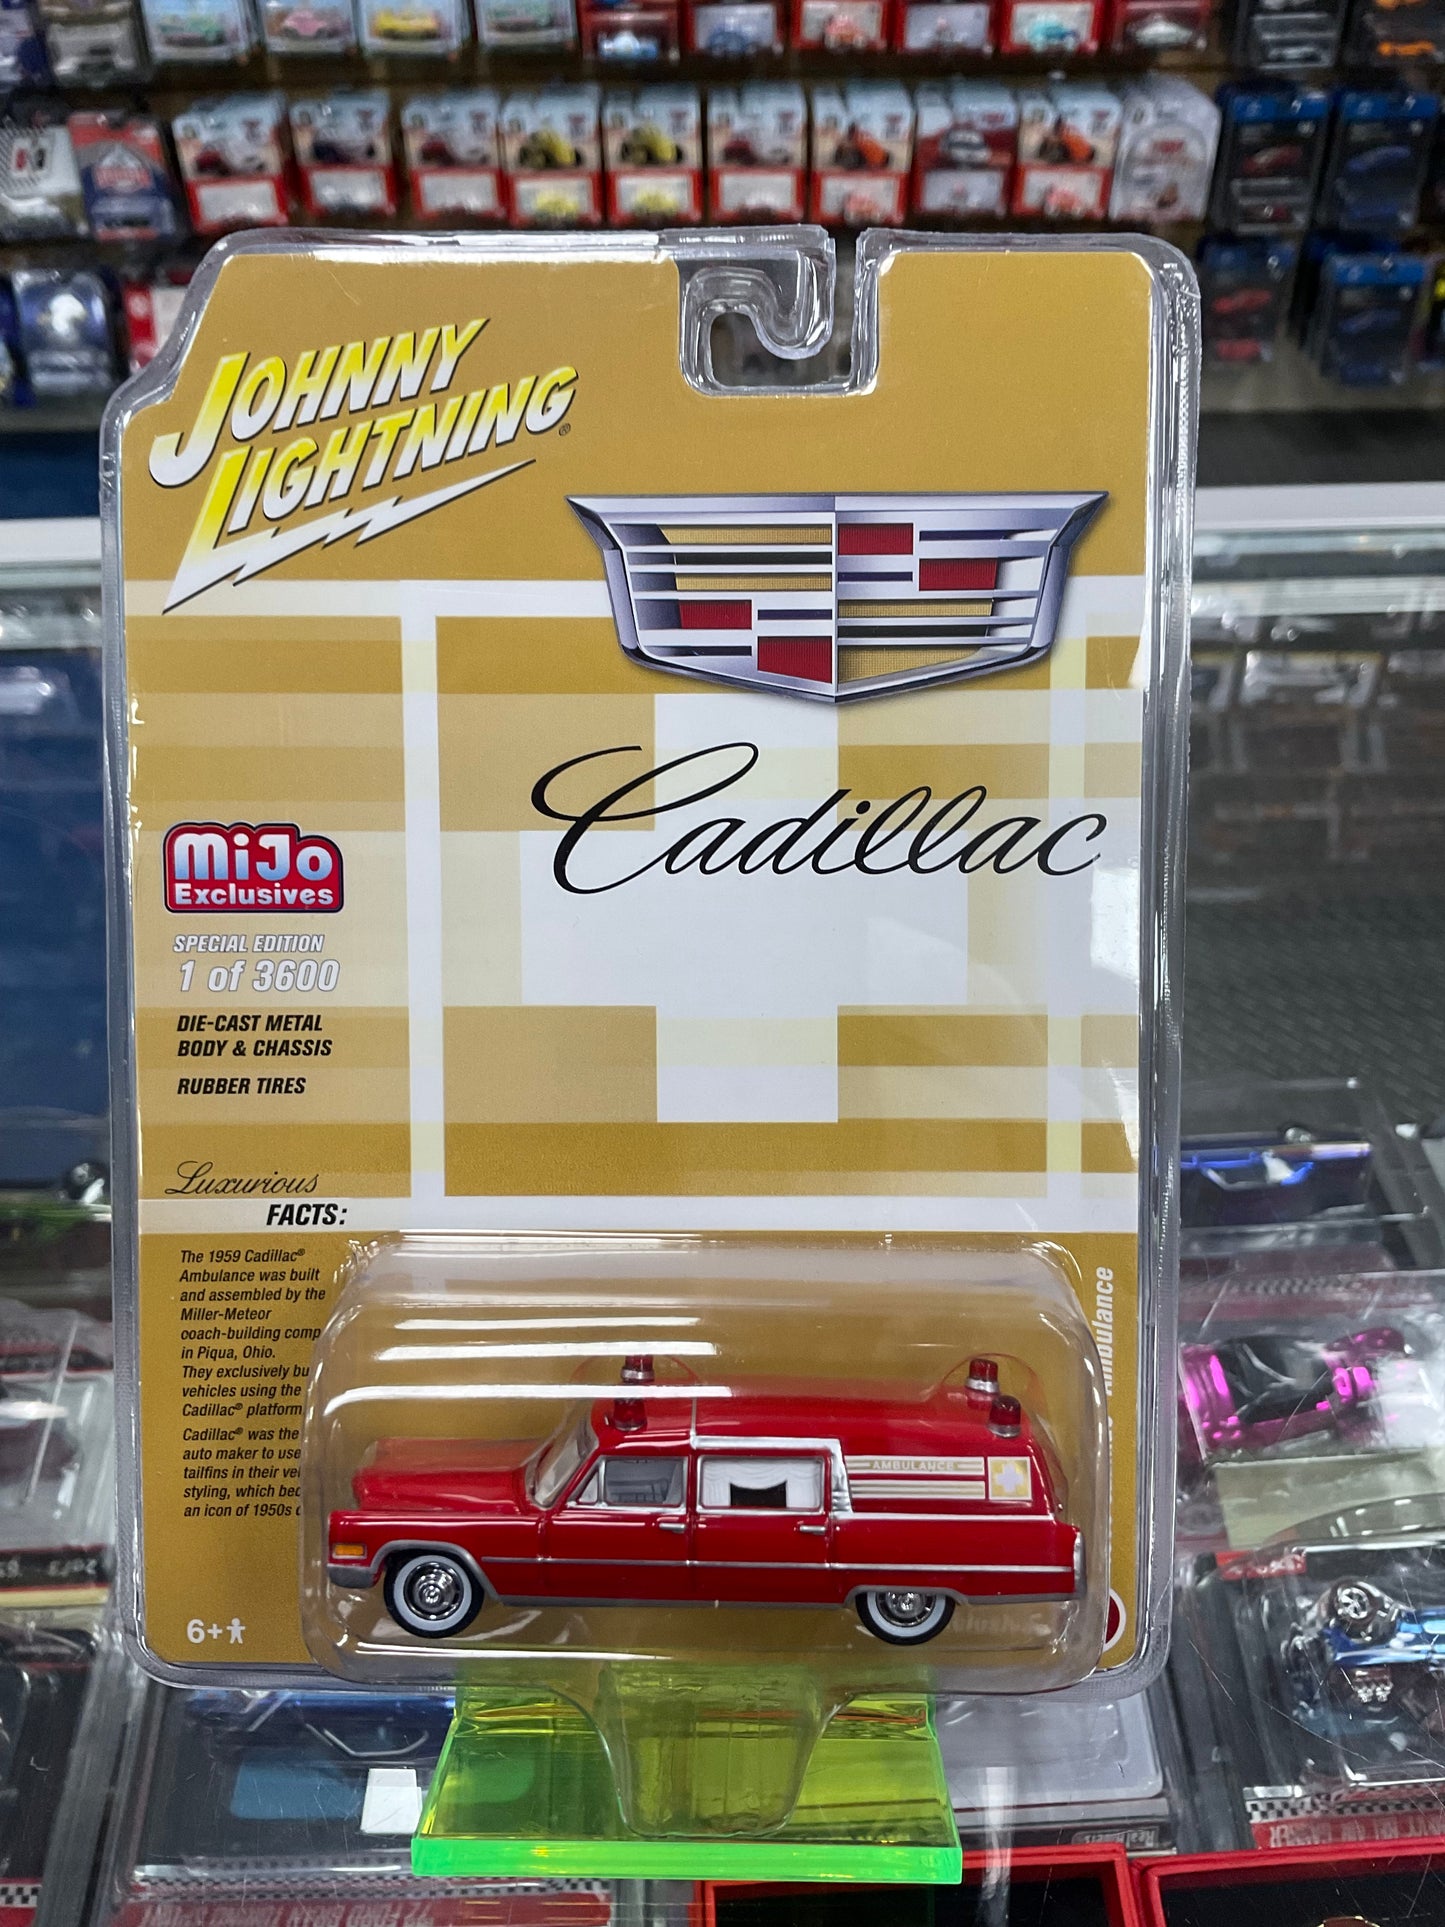 JOHNNY
LIGHTNING®
Cadillac
MiJo
Exclusives
SPECIAL EDITION
1 of 3600
DIE-CAST METAL
BODY & CHASSIS
RUBBER TIRES
Luxurious
FACTS:
The 1959 Cadillac®
Ambulance was built
and assembled by the
Miller-Meteor
coach-building comp
in Piqua, Ohio.
They exclusively bu
vehicles using the
Cadillac® platform
Cadillac® was the
auto maker to use
tailfins in their veh
styling, which bec
an icon of 1950s
6+
Ambulance
AMBULANCE